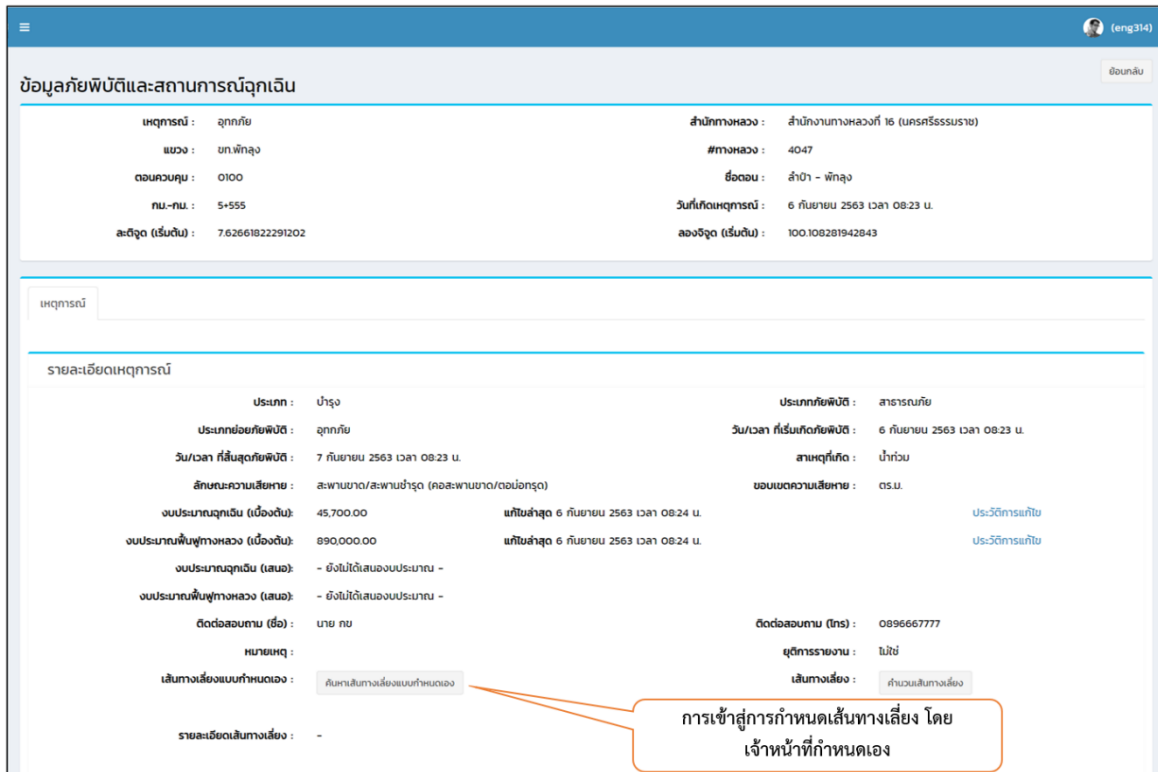 (eng314)
ย้อนกลับ
ข้อมูลภัยพิบัติและสถานการณ์ฉุกเฉิน
เหตุการณ์ : อุทกภัย สำนักทางหลวง : สำนักงานทางหลวงที่ 16 (นครศรีธรรมราช)
แขวง : ขท.พัทลุง #ทางหลวง : 4047
ตอนควบคุม : 0100 ชื่อตอน : ลำปำ - พัทลุง
กม.-กม. : 5+555 วันที่เกิดเหตุการณ์ : 6 กันยายน 2563 เวลา 08:23 น.
ละติจูด (เริ่มต้น) : 7.62661822291202 ลองจิจูด (เริ่มต้น) : 100.108281942843
เหตุการณ์
รายละเอียดเหตุการณ์
ประเภท : บำรุง ประเภทภัยพิบัติ : สาธารณภัย
ประเภทย่อยภัยพิบัติ : อุทกภัย วัน/เวลา ที่เริ่มเกิดภัยพิบัติ : 6 กันยายน 2563 เวลา 08:23 น.
วัน/เวลา ที่สิ้นสุดภัยพิบัติ : 7 กันยายน 2563 เวลา 08:23 น. สาเหตุที่เกิด : น้ำท่วม
ลักษณะความเสียหาย : สะพานขาด/สะพานชำรุด (คอสะพานขาด/ตอม่อทรุด) ขอบเขตความเสียหาย : ตร.ม.
งบประมาณฉุกเฉิน (เบื้องต้น): 45,700.00 แก้ไขล่าสุด 6 กันยายน 2563 เวลา 08:24 น. ประวัติการแก้ไข
งบประมาณฟื้นฟูทางหลวง (เบื้องต้น): 890,000.00 แก้ไขล่าสุด 6 กันยายน 2563 เวลา 08:24 น. ประวัติการแก้ไข
งบประมาณฉุกเฉิน (เสนอ): - ยังไม่ได้เสนองบประมาณ -
งบประมาณฟื้นฟูทางหลวง (เสนอ): - ยังไม่ได้เสนองบประมาณ -
ติดต่อสอบถาม (ชื่อ) : นาย กข ติดต่อสอบถาม (โทร) : 0896667777
หมายเหตุ : ยุติการรายงาน : ไม่ใช่
เส้นทางเลี่ยงแบบกำหนดเอง : ค้นหาเส้นทางเลี่ยงแบบกำหนดเอง เส้นทางเลี่ยง : คำนวนเส้นทางเลี่ยง
การเข้าสู่การกำหนดเส้นทางเลี่ยง โดย
เจ้าหน้าที่กำหนดเอง
รายละเอียดเส้นทางเลี่ยง : -